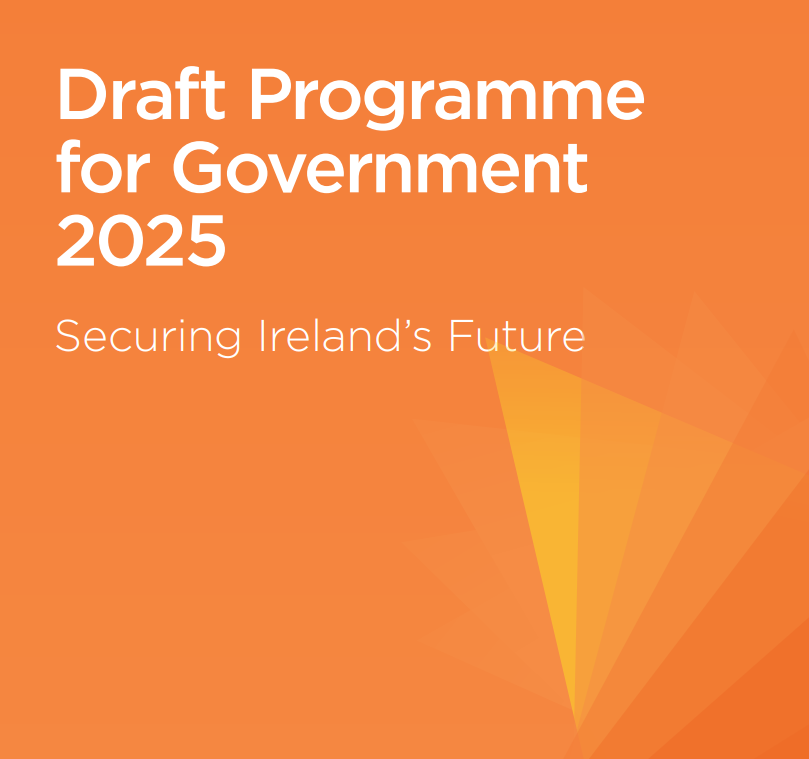 Draft Programme
for Government
2025
Securing Ireland’s Future